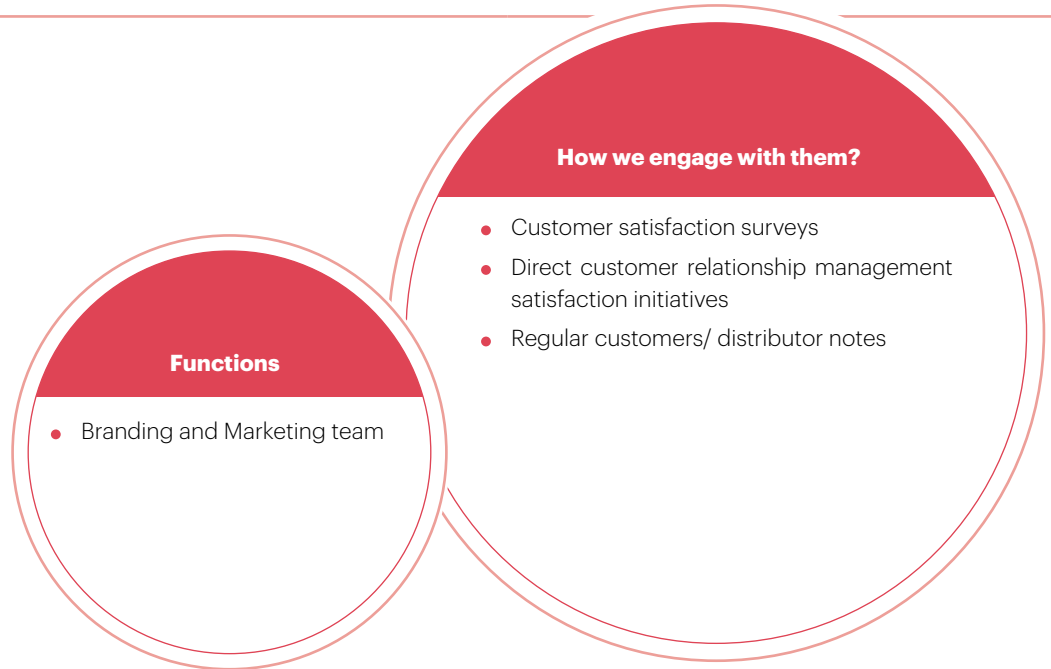 How we engage with them?
Customer satisfaction surveys
Direct customer relationship management
satisfaction initiatives
Regular customers/ distributor notes
Functions
Branding and Marketing team